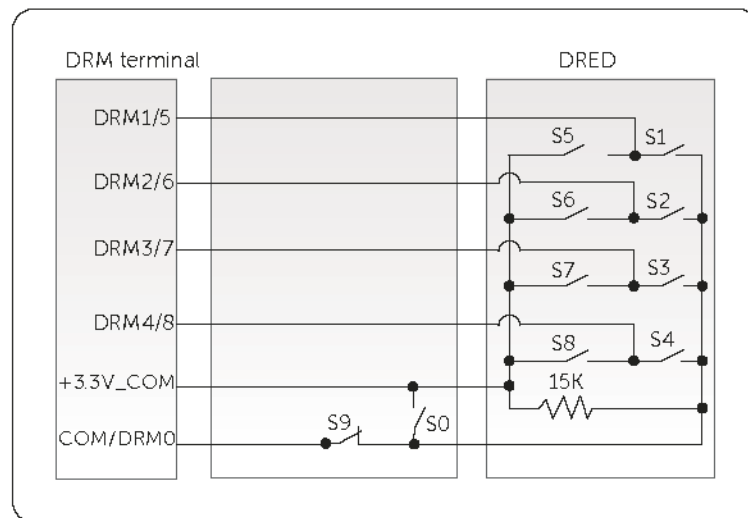 DRM terminal
DRED
DRM1/5
S5
S1
DRM2/6
S6
S2
DRM3/7
S7
S3
DRM4/8
S8
S4
+3.3V_COM
15K
COM/DRM0
S9
S0